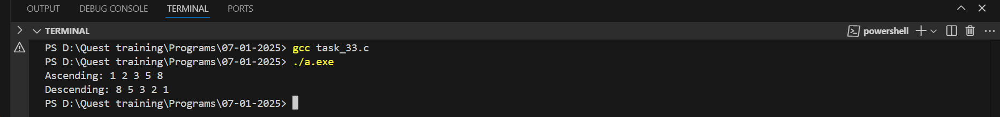 OUTPUT DEBUG CONSOLE TERMINAL PORTS
TERMINAL powershell
PS D:\Quest training\Programs\07-01-2025> gcc task_33.c
PS D:\Quest training\Programs\07-01-2025> ./a.exe
Ascending: 1 2 3 5 8
Descending: 8 5 3 2 1
PS D:\Quest training\Programs\07-01-2025>